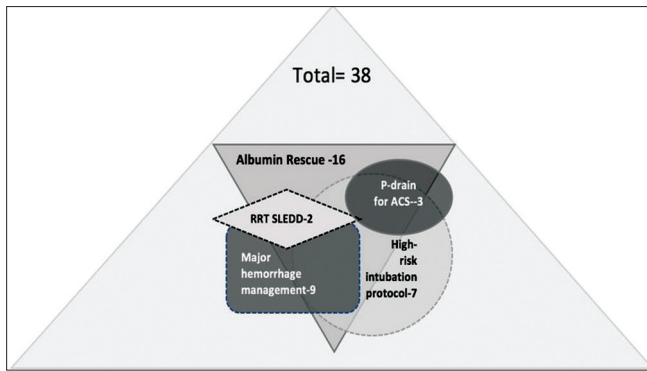 Total= 38
Albumin Rescue -16
P-drain
for ACS--3
RRT SLEDD-2
High-
risk
intubation
protocol-7
Major
hemorrhage
management-9